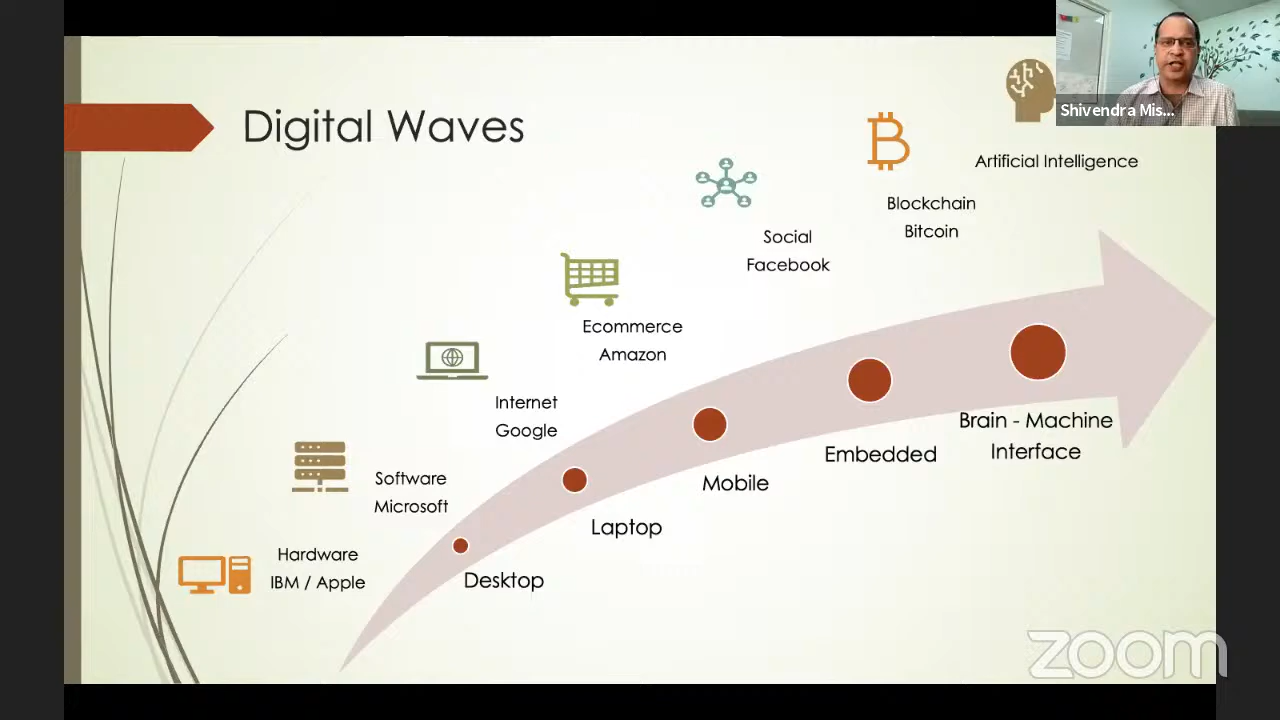 Digital Waves
Shivendra Mis...
Artificial Intelligence
Blockchain
Bitcoin
Social
Facebook
Ecommerce
Amazon
Internet
Google
Software
Microsoft
Hardware
IBM / Apple
Desktop
Laptop
Mobile
Embedded
Brain - Machine
Interface
zoom